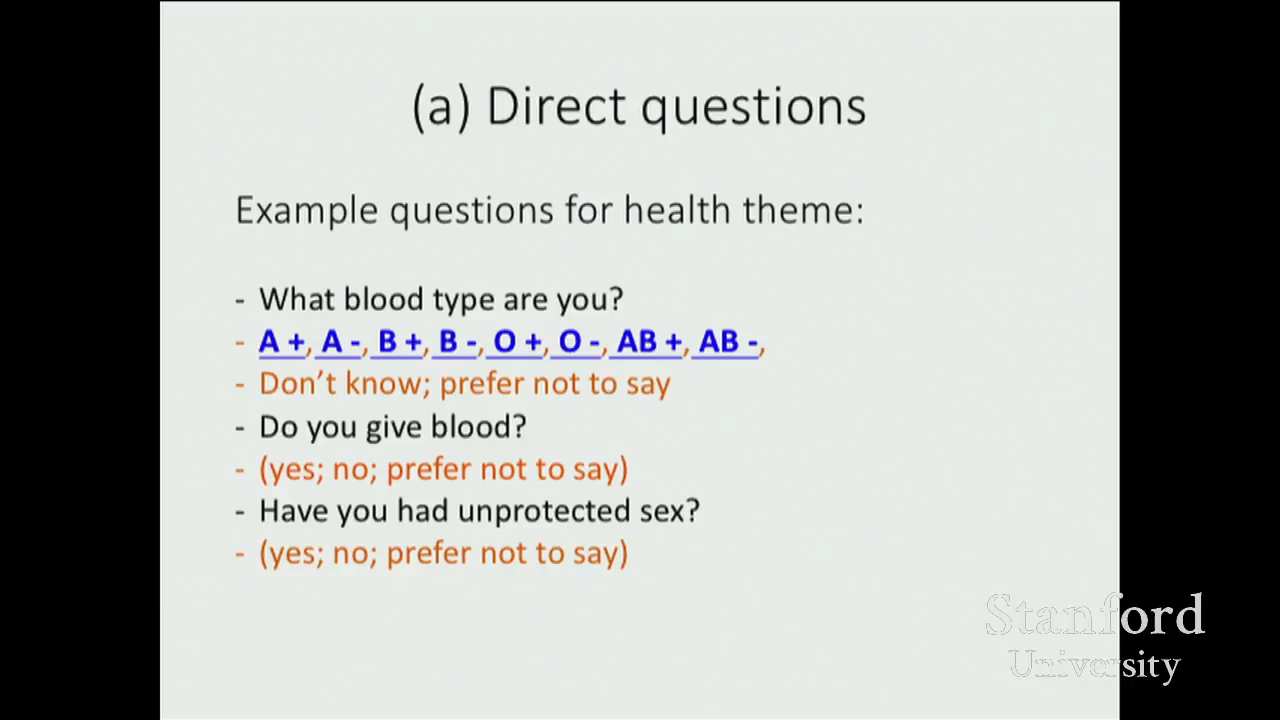 (a) Direct questions
Example questions for health theme:
- What blood type are you?
- A +, A -, B +, B -, O +, O -, AB +, AB -,
- Don't know; prefer not to say
- Do you give blood?
- (yes; no; prefer not to say)
- Have you had unprotected sex?
- (yes; no; prefer not to say)
Stanford
University